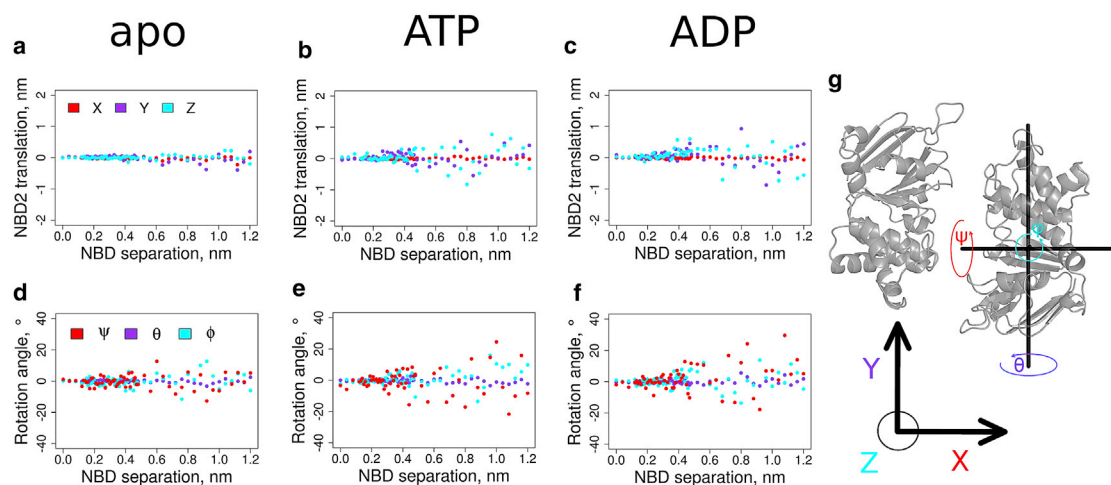 apo ATP ADP
a b c
NBD2 translation, nm
2
1
0
-1
-2
X Y Z
0.0 0.2 0.4 0.6 0.8 1.0 1.2
NBD separation, nm
NBD2 translation, nm
2
1
0
-1
-2
0.0 0.2 0.4 0.6 0.8 1.0 1.2
NBD separation, nm
NBD2 translation, nm
2
1
0
-1
-2
0.0 0.2 0.4 0.6 0.8 1.0 1.2
NBD separation, nm
d e f
Rotation angle, °
40
20
0
-20
-40
ψ θ ϕ
0.0 0.2 0.4 0.6 0.8 1.0 1.2
NBD separation, nm
Rotation angle, °
40
20
0
-20
-40
0.0 0.2 0.4 0.6 0.8 1.0 1.2
NBD separation, nm
Rotation angle, °
40
20
0
-20
-40
0.0 0.2 0.4 0.6 0.8 1.0 1.2
NBD separation, nm
g
φ
ψ
θ
Y
Z X